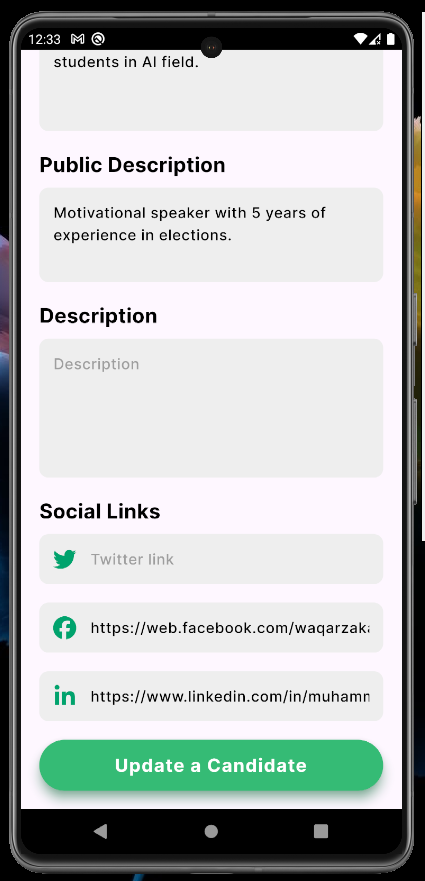 12:33
students in AI field.
Public Description
Motivational speaker with 5 years of
experience in elections.
Description
Description
Social Links
Twitter link
https://web.facebook.com/waqarzaka
https://www.linkedin.com/in/muhamm
Update a Candidate